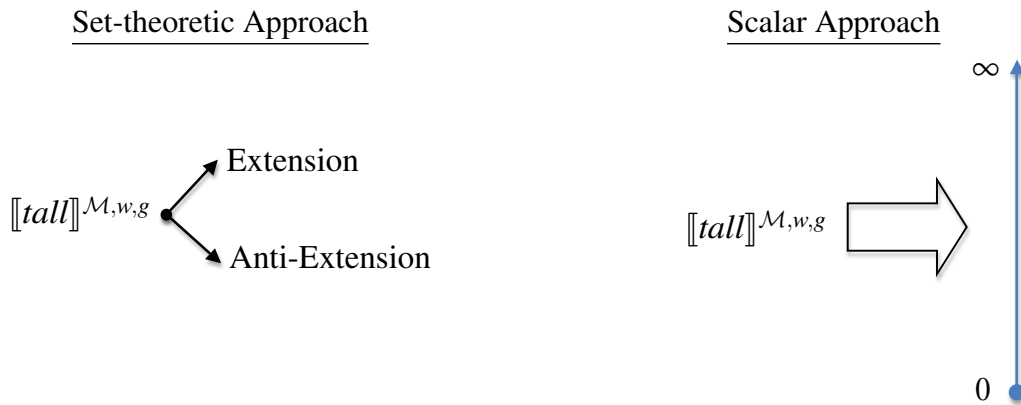 Set-theoretic Approach
Scalar Approach
∞
Extension
⟦tall⟧^{ℳ,w,g}
⟦tall⟧^{ℳ,w,g}
Anti-Extension
0